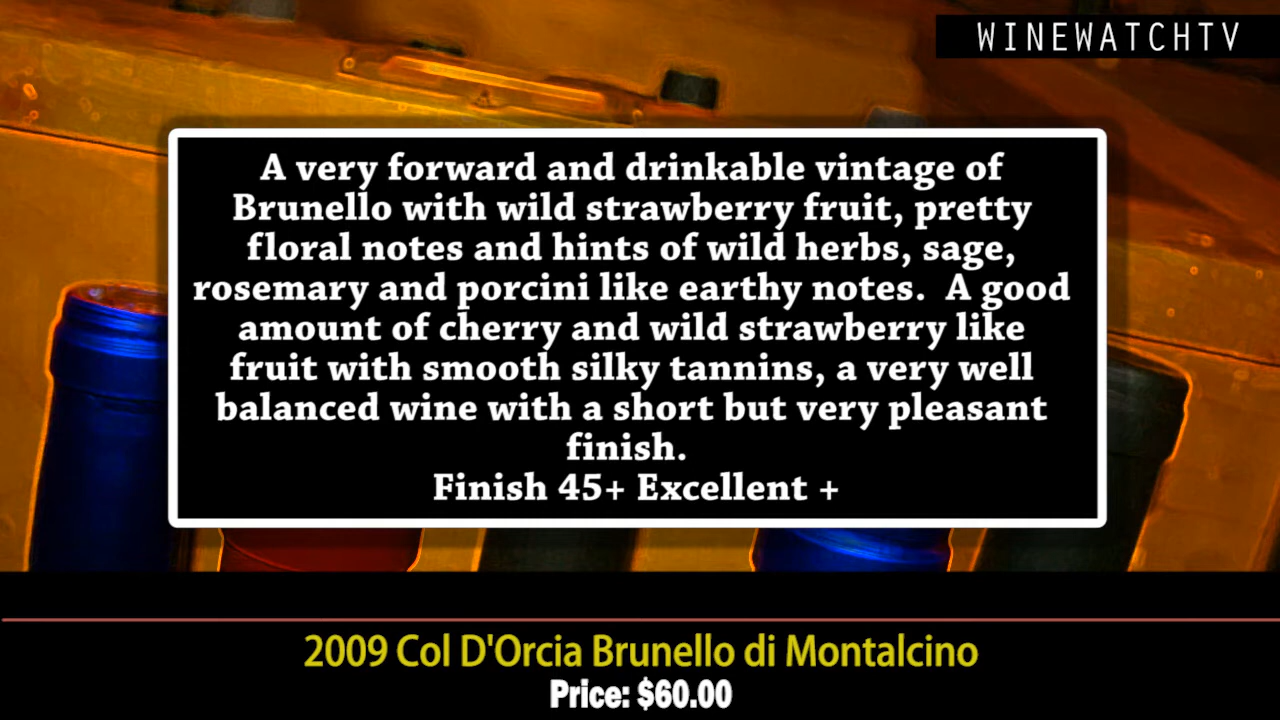 WINEWATCHTV
A very forward and drinkable vintage of
Brunello with wild strawberry fruit, pretty
floral notes and hints of wild herbs, sage,
rosemary and porcini like earthy notes.  A good
amount of cherry and wild strawberry like
fruit with smooth silky tannins, a very well
balanced wine with a short but very pleasant
finish.
Finish 45+ Excellent +
2009 Col D'Orcia Brunello di Montalcino
Price: $60.00